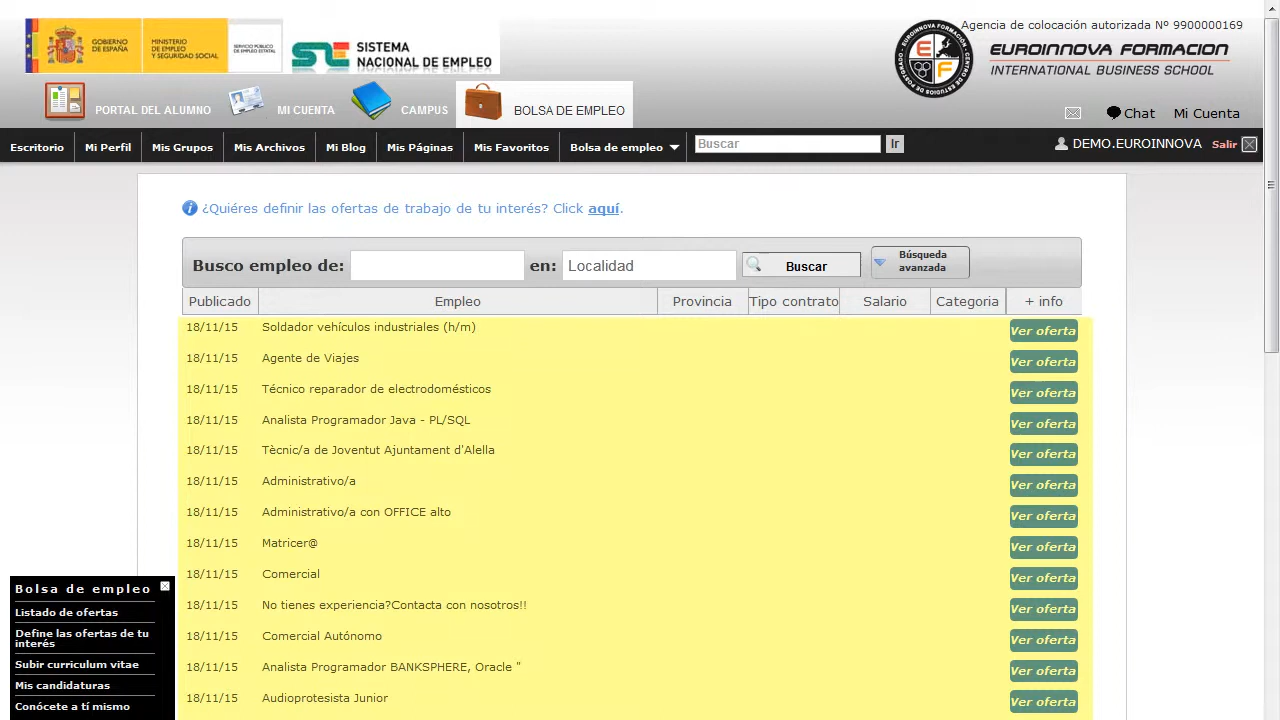 GOBIERNO DE ESPAÑA
MINISTERIO DE EMPLEO Y SEGURIDAD SOCIAL
SERVICIO PÚBLICO DE EMPLEO ESTATAL
SISTEMA NACIONAL DE EMPLEO
Agencia de colocación autorizada Nº 9900000169
EUROINNOVA FORMACION
INTERNATIONAL BUSINESS SCHOOL
PORTAL DEL ALUMNO
MI CUENTA
CAMPUS
BOLSA DE EMPLEO
Chat
Mi Cuenta
Escritorio
Mi Perfil
Mis Grupos
Mis Archivos
Mi Blog
Mis Páginas
Mis Favoritos
Bolsa de empleo
Buscar
Ir
DEMO.EUROINNOVA
Salir
¿Quiéres definir las ofertas de trabajo de tu interés? Click aquí.
Busco empleo de:
en:
Localidad
Buscar
Búsqueda avanzada
Publicado Empleo Provincia Tipo contrato Salario Categoria + info
18/11/15 Soldador vehículos industriales (h/m) Ver oferta
18/11/15 Agente de Viajes Ver oferta
18/11/15 Técnico reparador de electrodomésticos Ver oferta
18/11/15 Analista Programador Java - PL/SQL Ver oferta
18/11/15 Tècnic/a de Joventut Ajuntament d'Alella Ver oferta
18/11/15 Administrativo/a Ver oferta
18/11/15 Administrativo/a con OFFICE alto Ver oferta
18/11/15 Matricer@ Ver oferta
18/11/15 Comercial Ver oferta
18/11/15 No tienes experiencia?Contacta con nosotros!! Ver oferta
18/11/15 Comercial Autónomo Ver oferta
18/11/15 Analista Programador BANKSPHERE, Oracle " Ver oferta
18/11/15 Audioprotesista Junior Ver oferta
Bolsa de empleo
Listado de ofertas
Define las ofertas de tu
interés
Subir curriculum vitae
Mis candidaturas
Conócete a tí mismo